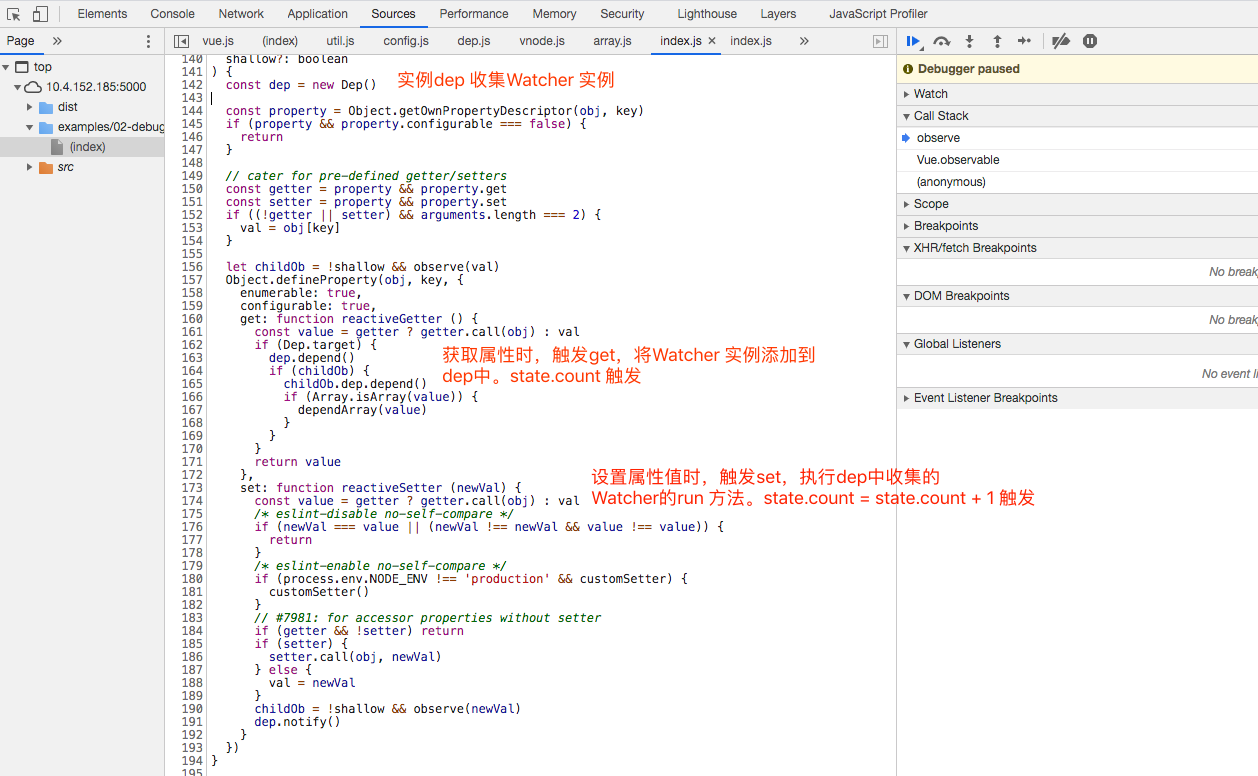 Elements Console Network Application Sources Performance Memory Security Lighthouse Layers JavaScript Profiler
Page » vue.js (index) util.js config.js dep.js vnode.js array.js index.js × index.js »
top
10.4.152.185:5000
dist
examples/02-debug
(index)
src
140 shallow?: boolean
141 ) {
142 const dep = new Dep()
实例dep 收集Watcher 实例
143
144 const property = Object.getOwnPropertyDescriptor(obj, key)
145 if (property && property.configurable === false) {
146 return
147 }
148
149 // cater for pre-defined getter/setters
150 const getter = property && property.get
151 const setter = property && property.set
152 if ((!getter || setter) && arguments.length === 2) {
153 val = obj[key]
154 }
155
156 let childOb = !shallow && observe(val)
157 Object.defineProperty(obj, key, {
158 enumerable: true,
159 configurable: true,
160 get: function reactiveGetter () {
161 const value = getter ? getter.call(obj) : val
162 if (Dep.target) {
163 dep.depend()
164 if (childOb) {
165 childOb.dep.depend()
166 if (Array.isArray(value)) {
167 dependArray(value)
168 }
169 }
170 }
171 return value
172 },
获取属性时，触发get，将Watcher 实例添加到
dep中。state.count 触发
173 set: function reactiveSetter (newVal) {
174 const value = getter ? getter.call(obj) : val
175 /* eslint-disable no-self-compare */
176 if (newVal === value || (newVal !== newVal && value !== value)) {
177 return
178 }
179 /* eslint-enable no-self-compare */
180 if (process.env.NODE_ENV !== 'production' && customSetter) {
181 customSetter()
182 }
183 // #7981: for accessor properties without setter
184 if (getter && !setter) return
185 if (setter) {
186 setter.call(obj, newVal)
187 } else {
188 val = newVal
189 }
190 childOb = !shallow && observe(newVal)
191 dep.notify()
192 }
193 })
194 }
195
设置属性值时，触发set，执行dep中收集的
Watcher的run 方法。state.count = state.count + 1 触发
Debugger paused
Watch
Call Stack
observe
Vue.observable
(anonymous)
Scope
Breakpoints
XHR/fetch Breakpoints
No break
DOM Breakpoints
No break
Global Listeners
No event li
Event Listener Breakpoints